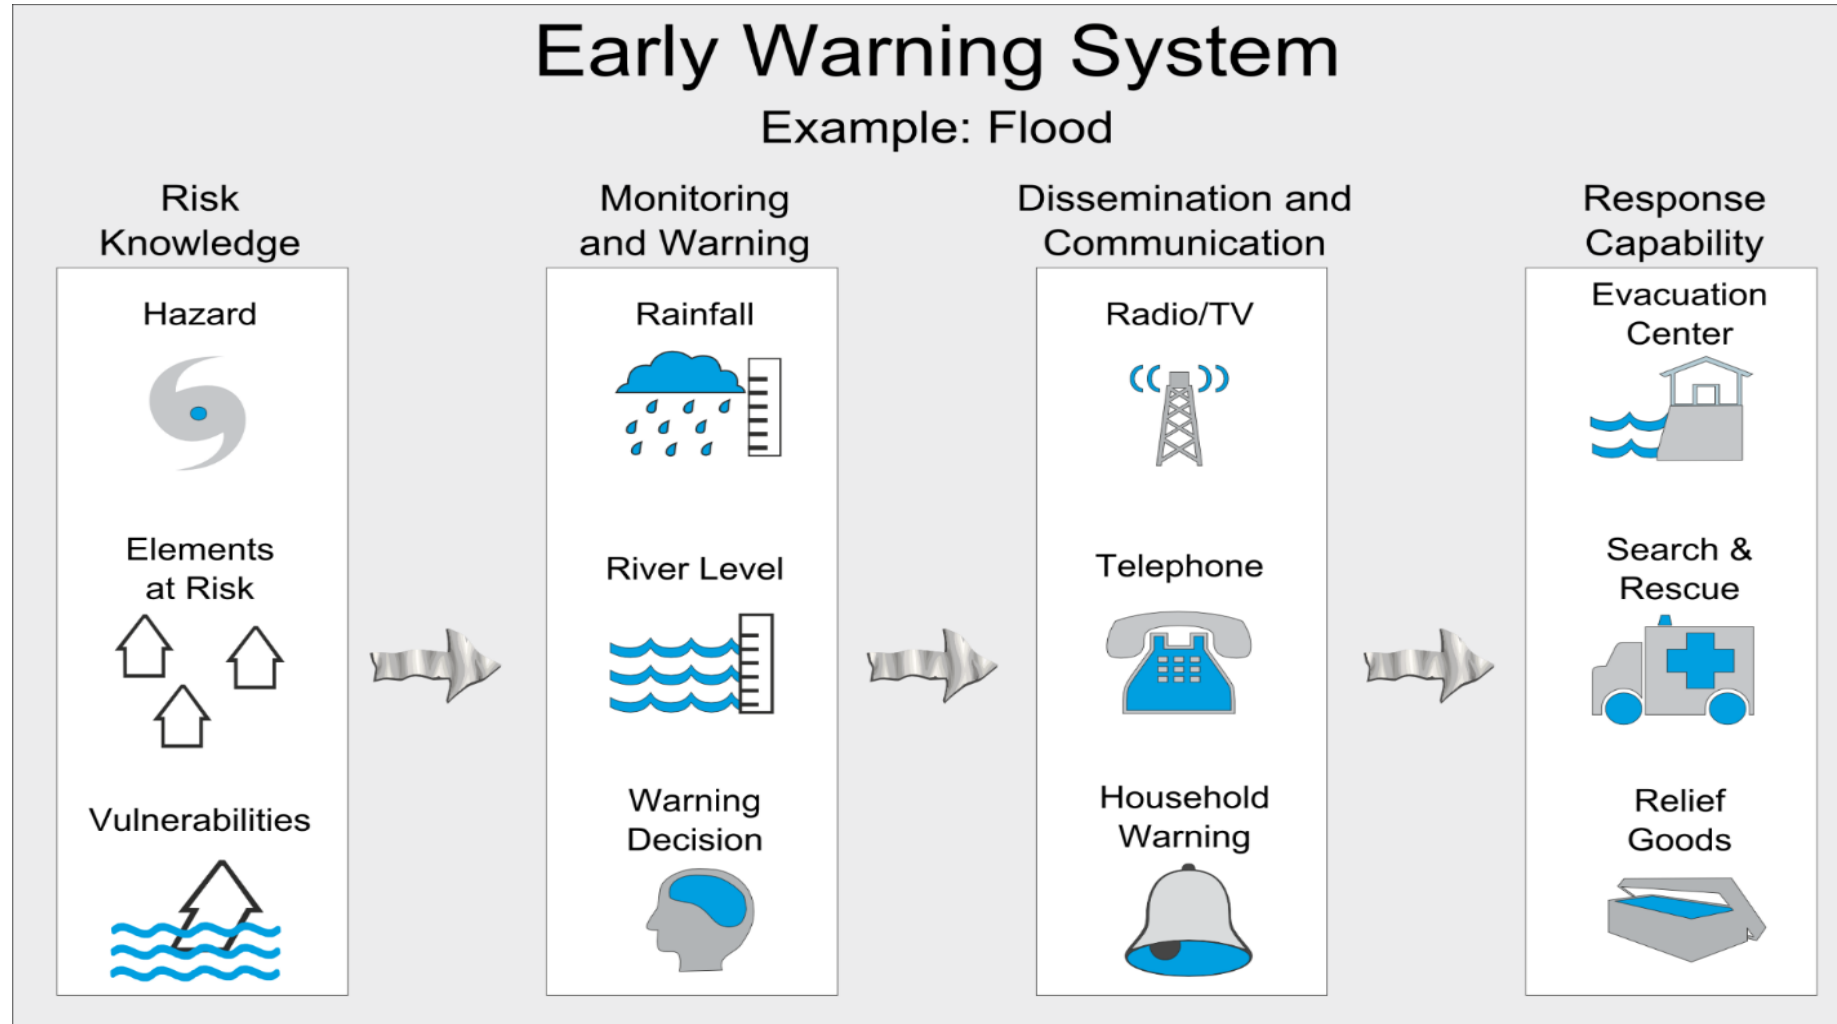 Early Warning System
Example: Flood
Risk
Knowledge
Hazard
Elements
at Risk
Vulnerabilities
Monitoring
and Warning
Rainfall
River Level
Warning
Decision
Dissemination and
Communication
Radio/TV
Telephone
Household
Warning
Response
Capability
Evacuation
Center
Search &
Rescue
Relief
Goods